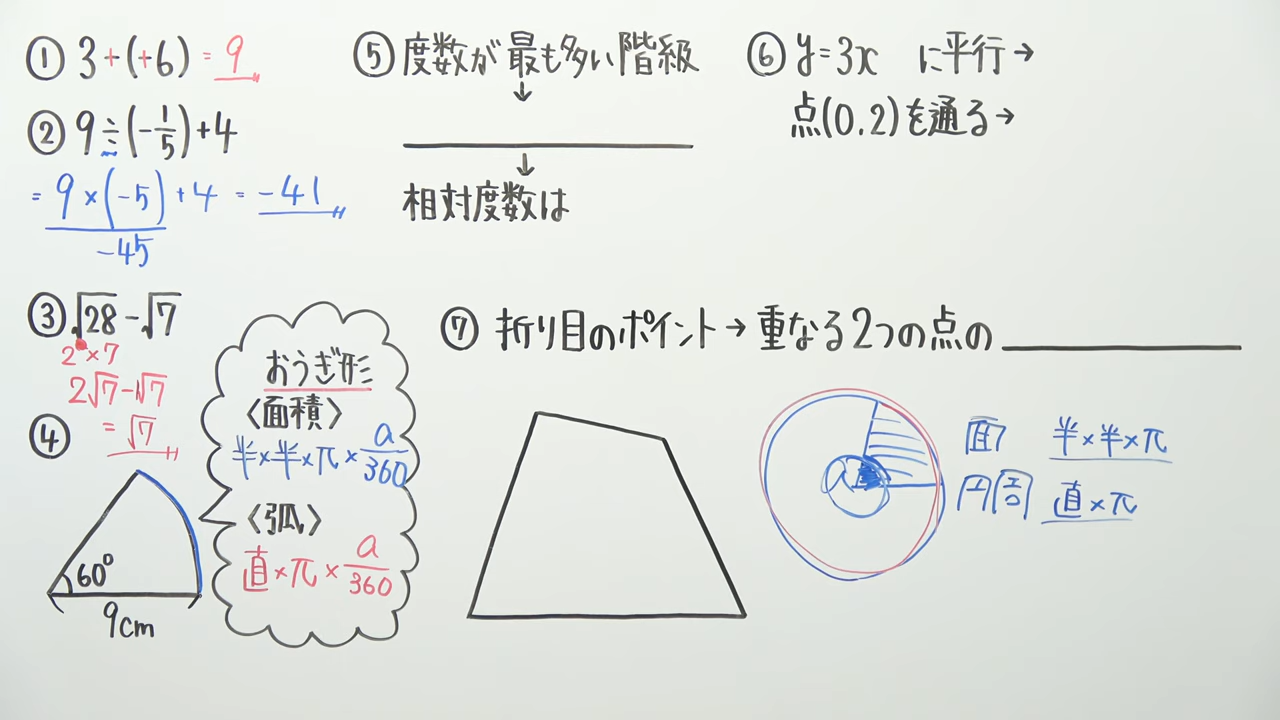 ① 3+(+6)=9
② 9÷(-1/5)+4
= 9×(-5)+4 = -41
-45
③ √28-√7
2²×7
2√7-√7
= √7
④
60°
9cm
おうぎ形
〈面積〉
半×半×π×a/360
〈弧〉
直×π×a/360
⑤ 度数が最も多い階級
↓
↓
相対度数は
⑥ y=3x に平行→
点(0,2)を通る→
⑦ 折り目のポイント→重なる2つの点の
a
面 半×半×π
円周 直×π